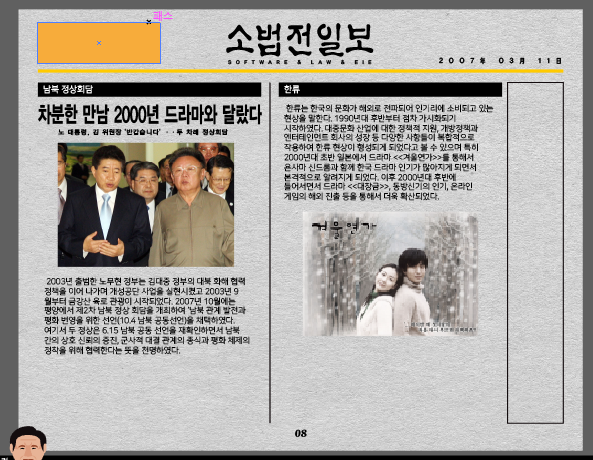 패스
소법전일보
SOFTWARE & LAW & EIE
2007年 03月 11日
남북 정상회담
차분한 만남 2000년 드라마와 달랐다
노 대통령, 김 위원장 '반갑습니다' - · 두 차례 정상회담
2003년 출범한 노무현 정부는 김대중 정부의 대북 화해 협력
정책을 이어 나가며 개성공단 사업을 실현시켰고 2003년 9
월부터 금강산 육로 관광이 시작되었다. 2007년 10월에는
평양에서 제2차 남북 정상 회담을 개최하여 '남북 관계 발전과
평화 번영을 위한 선언(10.4 남북 공동선언)을 채택하였다.
여기서 두 정상은 6.15 남북 공동 선언을 재확인하면서 남북
간의 상호 신뢰의 증진, 군사적 대결 관계의 종식과 평화 체제의
정착을 위해 협력한다는 뜻을 천명하였다.
한류
한류는 한국의 문화가 해외로 전파되어 인기리에 소비되고 있는
현상을 말한다. 1990년 후반부터 점차 가시화되기
시작하였다. 대중문화 산업에 대한 정책적 지원, 개방정책과
엔터테인먼트 회사의 성장 등 다양한 사항들이 복합적으로
작용하여 한류 현상이 형성되게 되었다고 볼 수 있으며 특히
2000년대 초반 일본에서 드라마 <<겨울연가>>를 통해서
욘사마 신드롬과 함께 한국 드라마 인기가 많아지게 되면서
본격적으로 알려지게 되었다. 이후 2000년대 후반에
들어서면서 드라마 <<대장금>>, 동방신기의 인기, 온라인
게임의 해외 진출 등을 통해서 더욱 확산되었다.
겨울연가
08